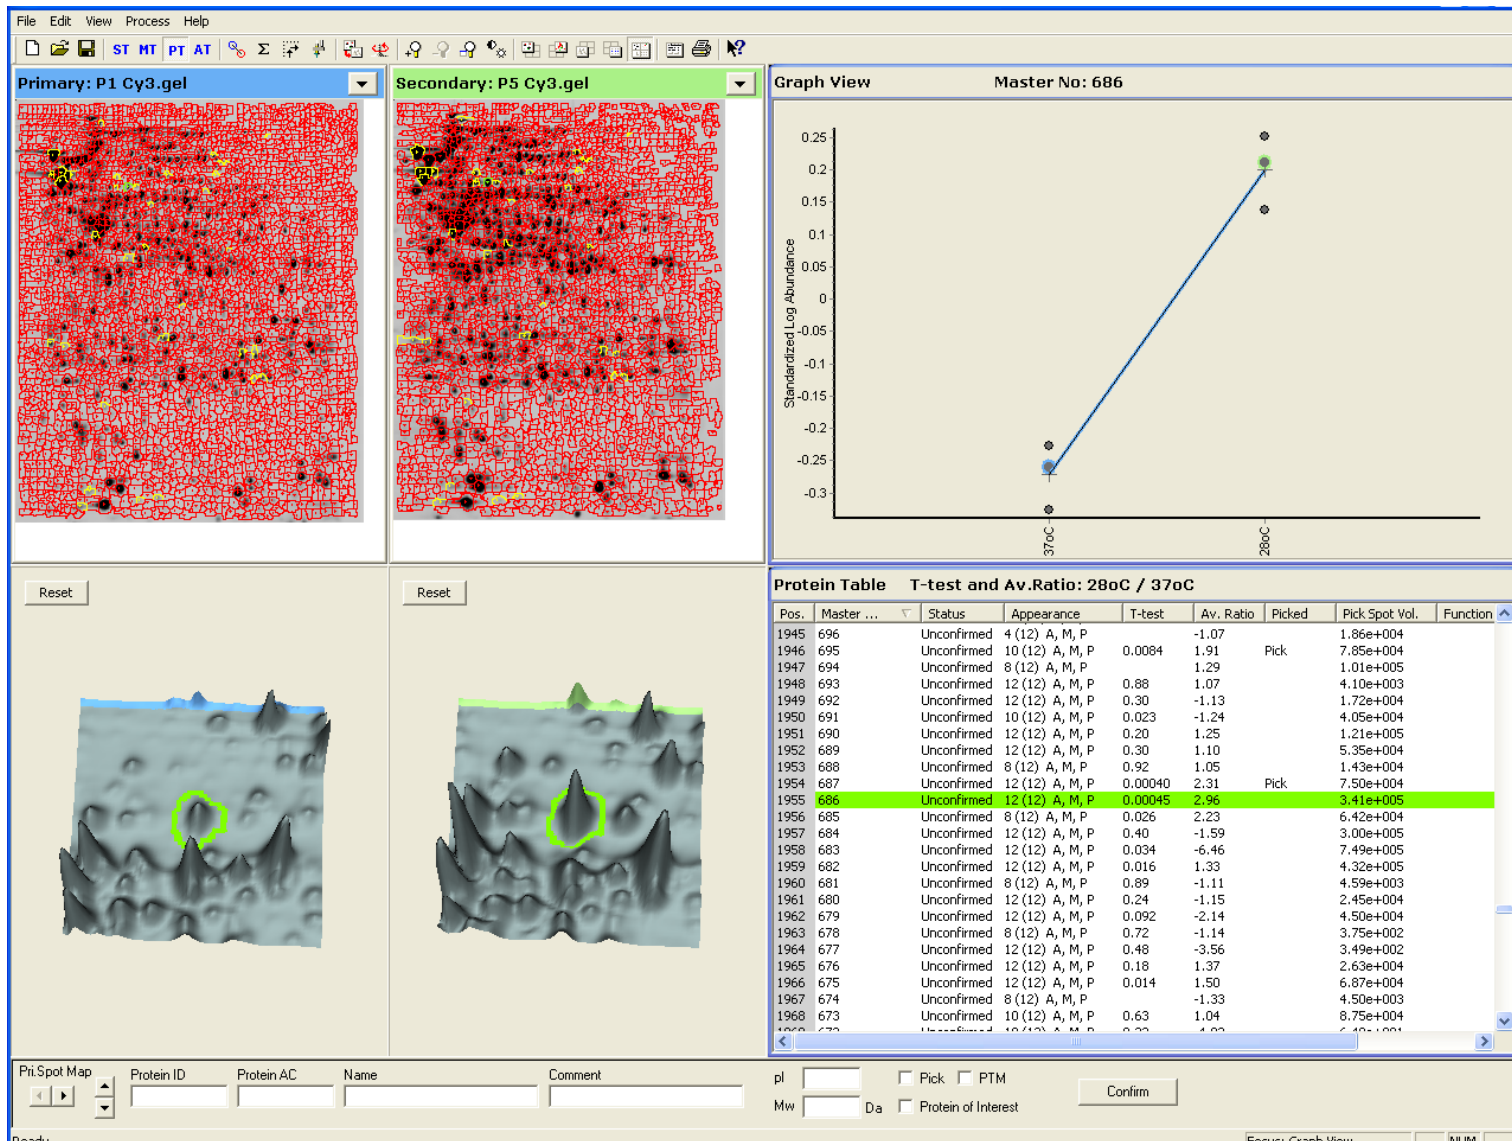 File Edit View Process Help
ST MT PT AT Σ
Primary: P1 Cy3.gel
Secondary: P5 Cy3.gel
Graph View Master No: 686
0.25
0.2
0.15
0.1
0.05
0
-0.05
-0.1
-0.15
-0.2
-0.25
-0.3
Standardized Log Abundance
37oC
28oC
Reset
Reset
Protein Table T-test and Av.Ratio: 28oC / 37oC
Pos. Master ... Status Appearance T-test Av. Ratio Picked Pick Spot Vol. Function
1945 696 Unconfirmed 4 (12) A, M, P -1.07 1.86e+004
1946 695 Unconfirmed 10 (12) A, M, P 0.0084 1.91 Pick 7.85e+004
1947 694 Unconfirmed 8 (12) A, M, P 1.29 1.01e+005
1948 693 Unconfirmed 12 (12) A, M, P 0.88 1.07 4.10e+003
1949 692 Unconfirmed 12 (12) A, M, P 0.30 -1.13 1.72e+004
1950 691 Unconfirmed 10 (12) A, M, P 0.023 -1.24 4.05e+004
1951 690 Unconfirmed 12 (12) A, M, P 0.20 1.25 1.21e+005
1952 689 Unconfirmed 12 (12) A, M, P 0.30 1.10 5.35e+004
1953 688 Unconfirmed 8 (12) A, M, P 0.92 1.05 1.43e+004
1954 687 Unconfirmed 12 (12) A, M, P 0.00040 2.31 Pick 7.50e+004
1955 686 Unconfirmed 12 (12) A, M, P 0.00045 2.96 3.41e+005
1956 685 Unconfirmed 8 (12) A, M, P 0.026 2.23 6.42e+004
1957 684 Unconfirmed 12 (12) A, M, P 0.40 -1.59 3.00e+005
1958 683 Unconfirmed 12 (12) A, M, P 0.034 -6.46 7.49e+005
1959 682 Unconfirmed 12 (12) A, M, P 0.016 1.33 4.32e+005
1960 681 Unconfirmed 8 (12) A, M, P 0.89 -1.11 4.59e+003
1961 680 Unconfirmed 12 (12) A, M, P 0.24 -1.15 2.45e+004
1962 679 Unconfirmed 12 (12) A, M, P 0.092 -2.14 4.50e+004
1963 678 Unconfirmed 8 (12) A, M, P 0.72 -1.14 3.75e+002
1964 677 Unconfirmed 12 (12) A, M, P 0.48 -3.56 3.49e+002
1965 676 Unconfirmed 12 (12) A, M, P 0.18 1.37 2.63e+004
1966 675 Unconfirmed 12 (12) A, M, P 0.014 1.50 6.87e+004
1967 674 Unconfirmed 8 (12) A, M, P -1.33 4.50e+003
1968 673 Unconfirmed 10 (12) A, M, P 0.63 1.04 8.75e+004
Pri.Spot Map Protein ID Protein AC Name Comment
pI Pick PTM Confirm
Mw Da Protein of Interest
Ready Focus: Graph View NUM